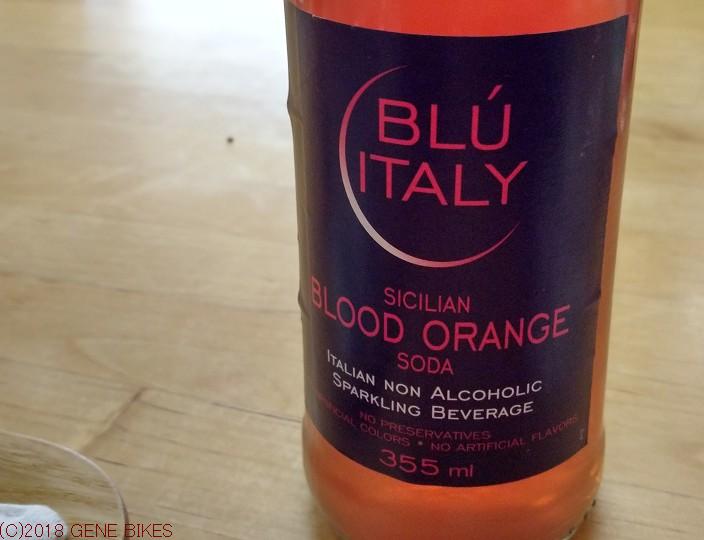 BLÚ
ITALY
SICILIAN
BLOOD ORANGE
SODA
ITALIAN NON ALCOHOLIC
SPARKLING BEVERAGE
NO PRESERVATIVES
COLORS * NO ARTIFICIAL FLAVORS
355 ml
(C)2018 GENE BIKES